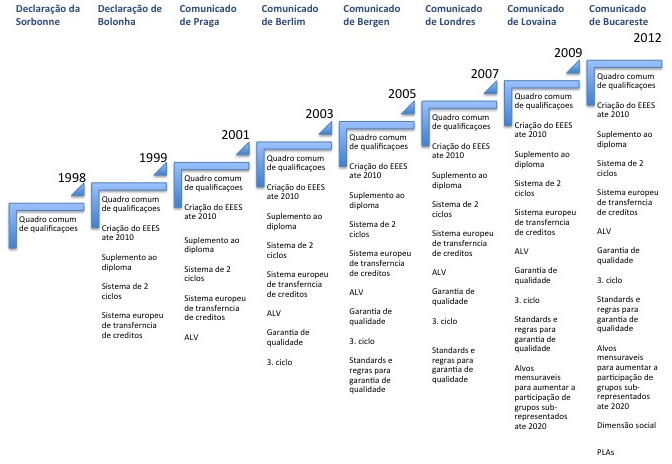 Declaração da
Sorbonne
Declaração de
Bolonha
Comunicado
de Praga
Comunicado
de Berlim
Comunicado
de Bergen
Comunicado
de Londres
Comunicado
de Lovaina
Comunicado
de Bucareste
1998
Quadro comum
de qualificaçoes
1999
Quadro comum
de qualificaçoes
Criação do EEES
ate 2010
Suplemento ao
diploma
Sistema de 2
ciclos
Sistema europeu
de transferncia
de creditos
2001
Quadro comum
de qualificaçoes
Criação do EEES
ate 2010
Suplemento ao
diploma
Sistema de 2
ciclos
Sistema europeu
de transferncia
de creditos
ALV
2003
Quadro comum
de qualificaçoes
Criação do EEES
ate 2010
Suplemento ao
diploma
Sistema de 2
ciclos
Sistema europeu
de transferncia
de creditos
ALV
Garantia de
qualidade
3. ciclo
2005
Quadro comum
de qualificaçoes
Criação do EEES
ate 2010
Suplemento ao
diploma
Sistema de 2
ciclos
Sistema europeu
de transferncia
de creditos
ALV
Garantia de
qualidade
3. ciclo
Standards e
regras para
garantia de
qualidade
2007
Quadro comum
de qualificaçoes
Criação do EEES
ate 2010
Suplemento ao
diploma
Sistema de 2
ciclos
Sistema europeu
de transferncia
de creditos
ALV
Garantia de
qualidade
3. ciclo
Standards e
regras para
garantia de
qualidade
2009
Quadro comum
de qualificaçoes
Criação do EEES
ate 2010
Suplemento ao
diploma
Sistema de 2
ciclos
Sistema europeu
de transferncia
de creditos
ALV
Garantia de
qualidade
3. ciclo
Standards e
regras para
garantia de
qualidade
Alvos
mensuraveis
para aumentar a
participação de
grupos sub-
representados
ate 2020
2012
Quadro comum
de qualificaçoes
Criação do EEES
ate 2010
Suplemento ao
diploma
Sistema de 2
ciclos
Sistema europeu
de transferncia
de creditos
ALV
Garantia de
qualidade
3. ciclo
Standards e
regras para
garantia de
qualidade
Alvos
mensuraveis
para aumentar a
participação de
grupos sub-
representados
ate 2020
Dimensão social
PLAs